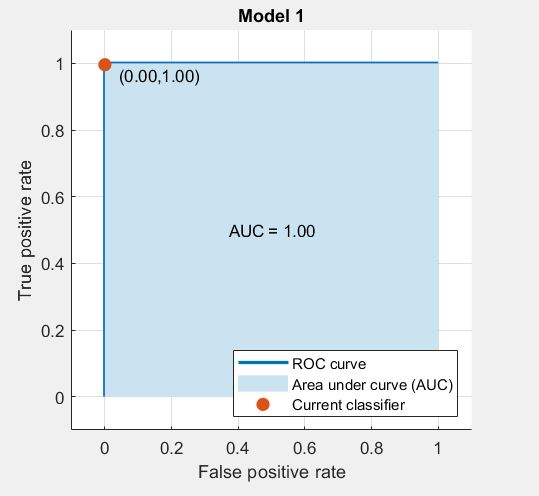 Model 1
True positive rate
1
0.8
0.6
0.4
0.2
0
(0.00,1.00)
AUC = 1.00
ROC curve
Area under curve (AUC)
Current classifier
0 0.2 0.4 0.6 0.8 1
False positive rate